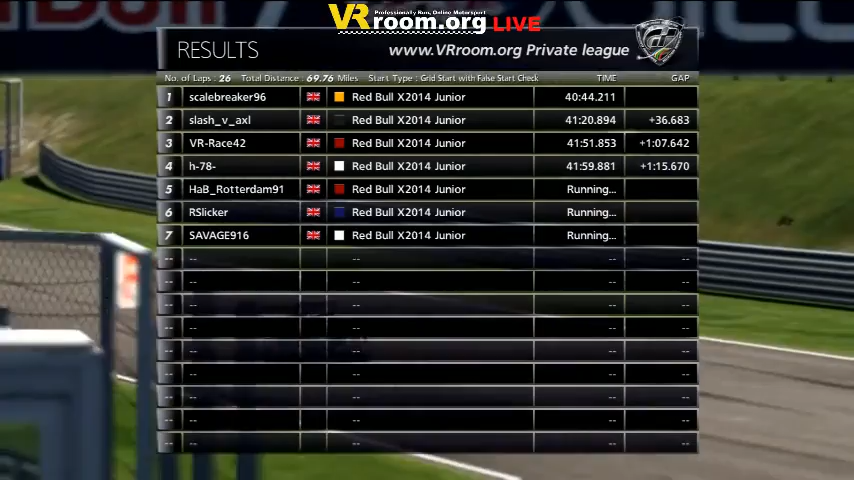 Professionally Run, Online Motorsport
VRroom.org LIVE
RESULTS www.VRroom.org Private league
No. of Laps : 26 Total Distance : 69.76 Miles Start Type : Grid Start with False Start Check TIME GAP
1 scalebreaker96 Red Bull X2014 Junior 40:44.211
2 slash_v_axl Red Bull X2014 Junior 41:20.894 +36.683
3 VR-Race42 Red Bull X2014 Junior 41:51.853 +1:07.642
4 h-78- Red Bull X2014 Junior 41:59.881 +1:15.670
5 HaB_Rotterdam91 Red Bull X2014 Junior Running...
6 RSlicker Red Bull X2014 Junior Running...
7 SAVAGE916 Red Bull X2014 Junior Running...
-- -- -- -- --
-- -- -- -- --
-- -- -- -- --
-- -- -- -- --
-- -- -- -- --
-- -- -- -- --
-- -- -- -- --
-- -- -- -- --
-- -- -- -- --